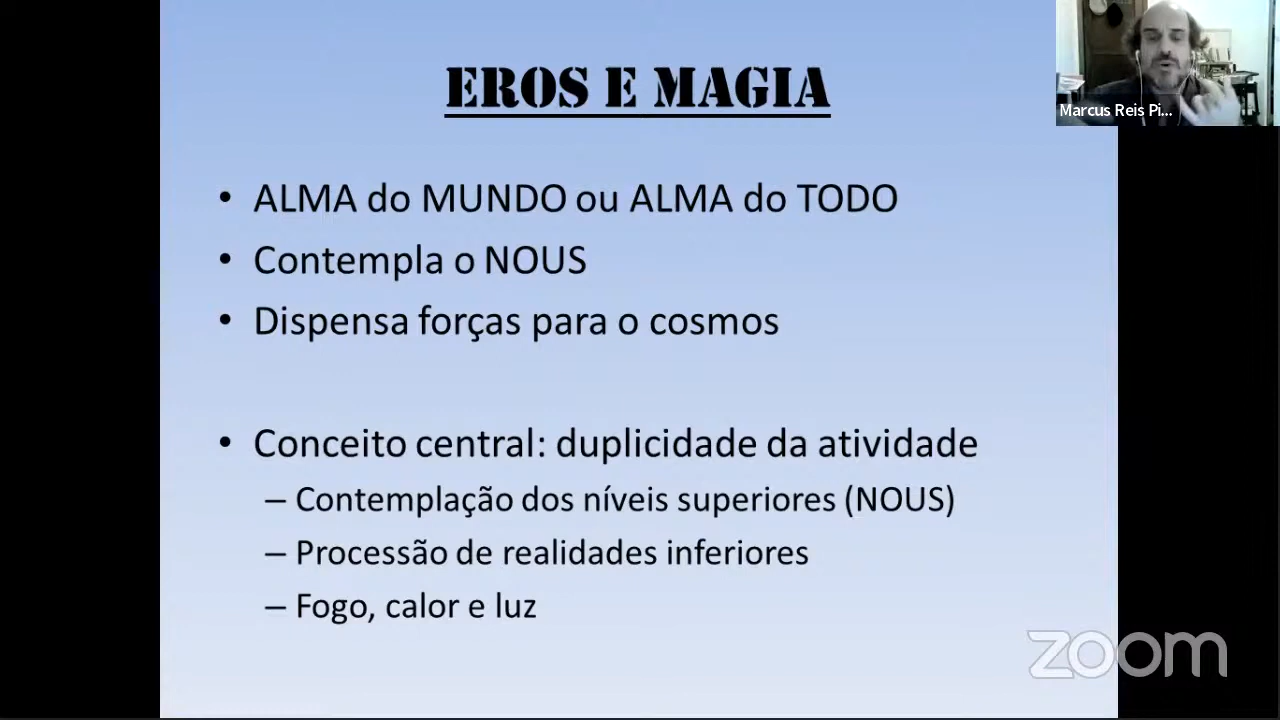 EROS E MAGIA
Marcus Reis Pi...
• ALMA do MUNDO ou ALMA do TODO
• Contempla o NOUS
• Dispensa forças para o cosmos
• Conceito central: duplicidade da atividade
– Contemplação dos níveis superiores (NOUS)
– Processão de realidades inferiores
– Fogo, calor e luz
zoom